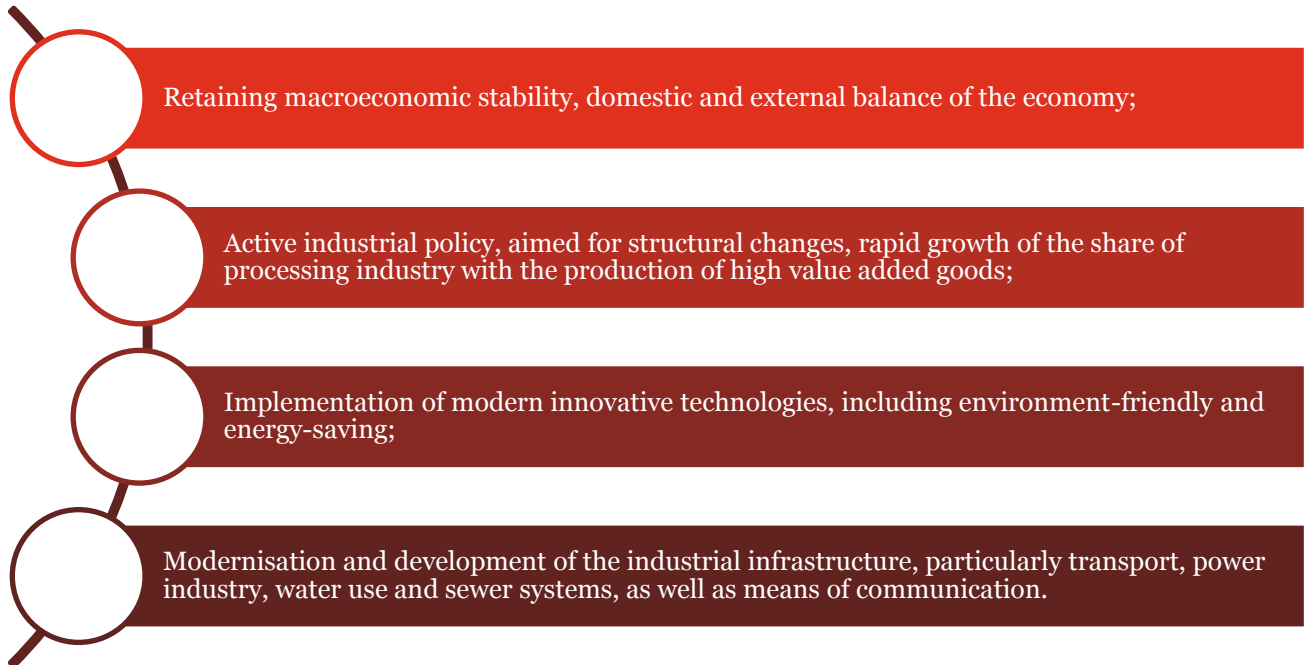 Retaining macroeconomic stability, domestic and external balance of the economy;
Active industrial policy, aimed for structural changes, rapid growth of the share of
processing industry with the production of high value added goods;
Implementation of modern innovative technologies, including environment-friendly and
energy-saving;
Modernisation and development of the industrial infrastructure, particularly transport, power
industry, water use and sewer systems, as well as means of communication.